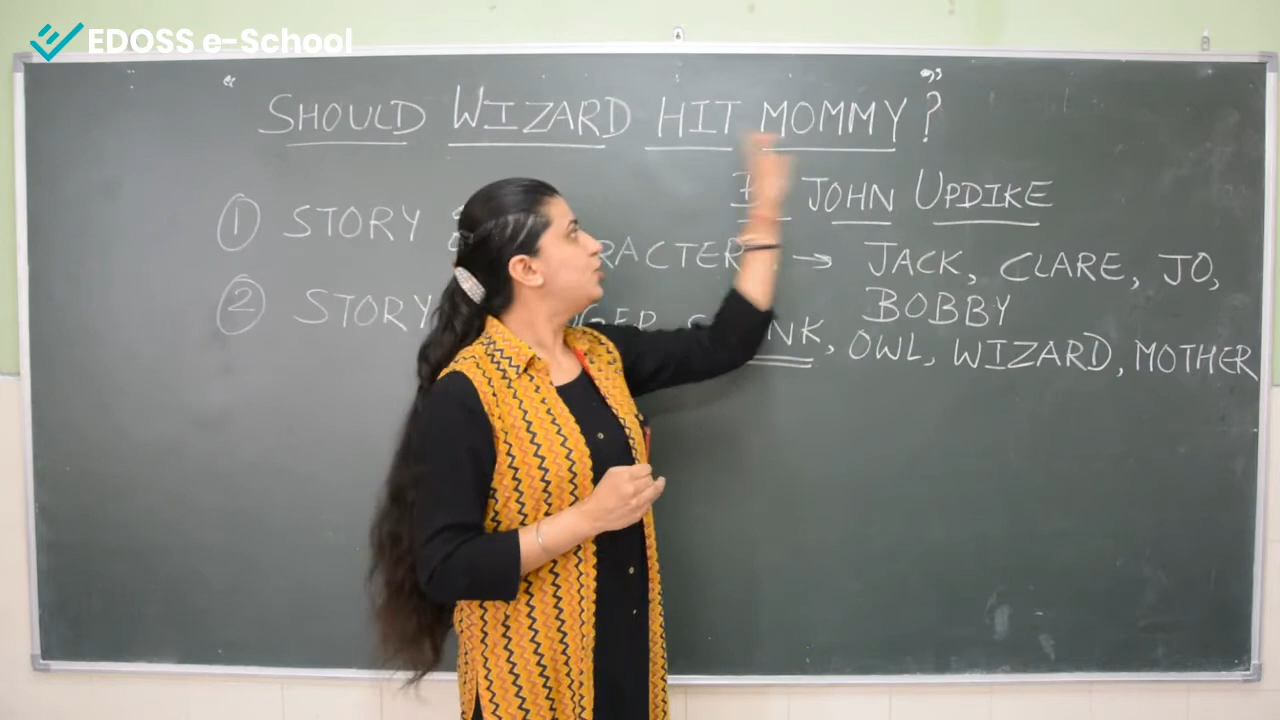 EDOSS e-School
SHOULD WIZARD HIT MOMMY?
JOHN UPDIKE
① STORY RACTER → JACK, CLARE, JO,
BOBBY
② STORY NK, OWL, WIZARD, MOTHER